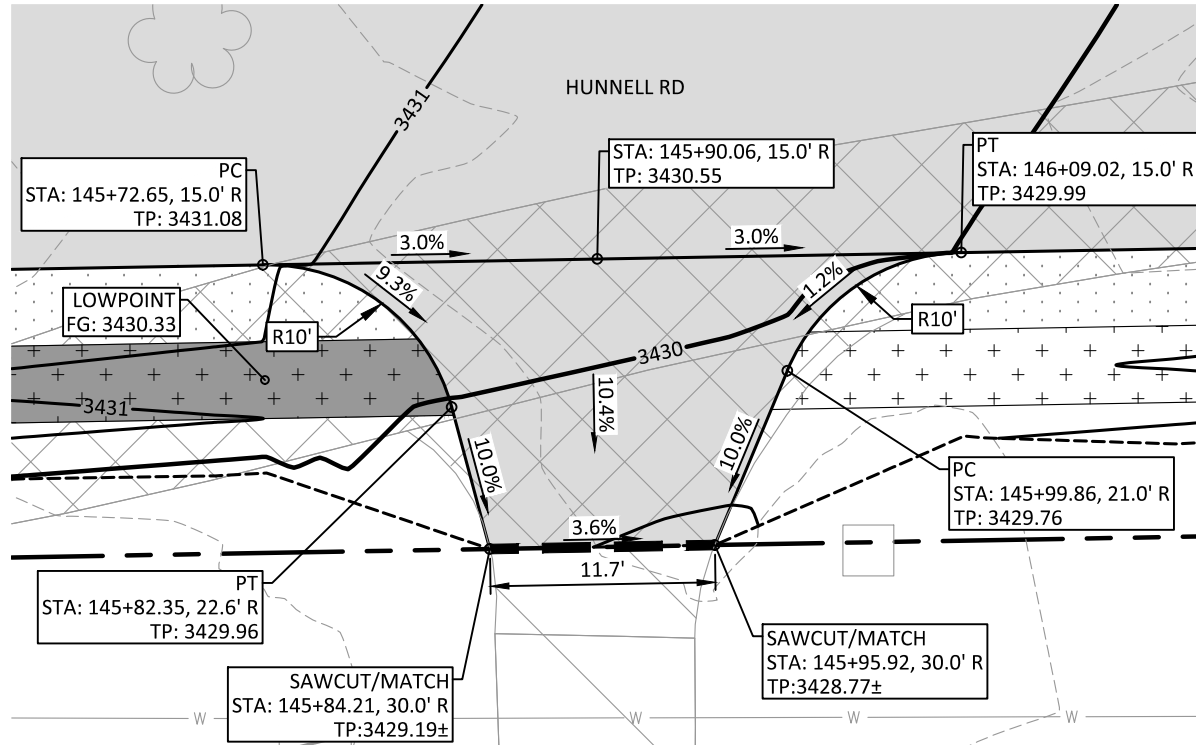 HUNNELL RD
3431
PC
STA: 145+72.65, 15.0' R
TP: 3431.08
STA: 145+90.06, 15.0' R
TP: 3430.55
PT
STA: 146+09.02, 15.0' R
TP: 3429.99
3.0%
3.0%
9.3%
1.2%
LOWPOINT
FG: 3430.33
R10'
R10'
3430
3431
10.4%
10.0%
10.0%
PC
STA: 145+99.86, 21.0' R
TP: 3429.76
3.6%
11.7'
PT
STA: 145+82.35, 22.6' R
TP: 3429.96
SAWCUT/MATCH
STA: 145+95.92, 30.0' R
TP:3428.77±
SAWCUT/MATCH
STA: 145+84.21, 30.0' R
TP:3429.19±
W
W
W
W